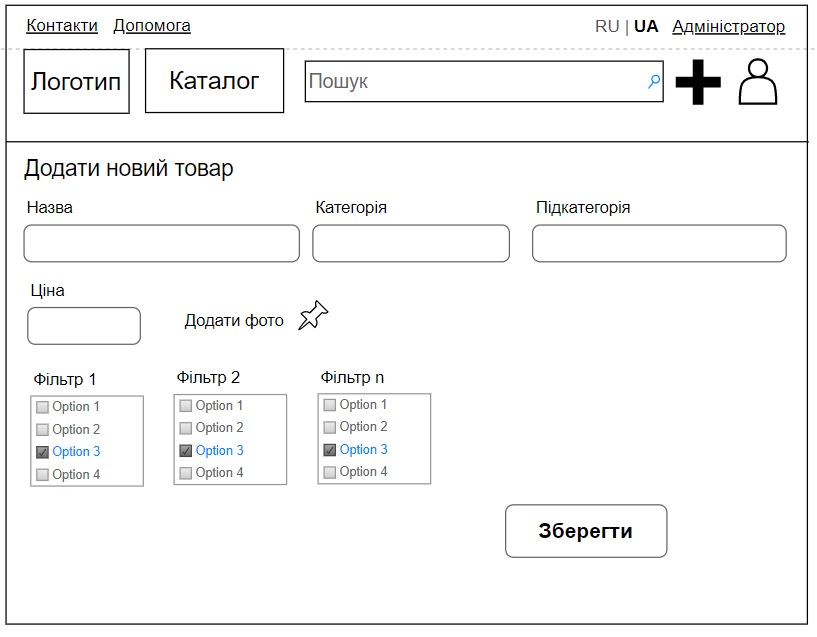 Контакти Допомога RU | UA Адміністратор
Логотип Каталог Пошук
Додати новий товар
Назва Категорія Підкатегорія
Ціна
Додати фото
Фільтр 1 Фільтр 2 Фільтр n
Option 1 Option 1 Option 1
Option 2 Option 2 Option 2
Option 3 Option 3 Option 3
Option 4 Option 4 Option 4
Зберегти